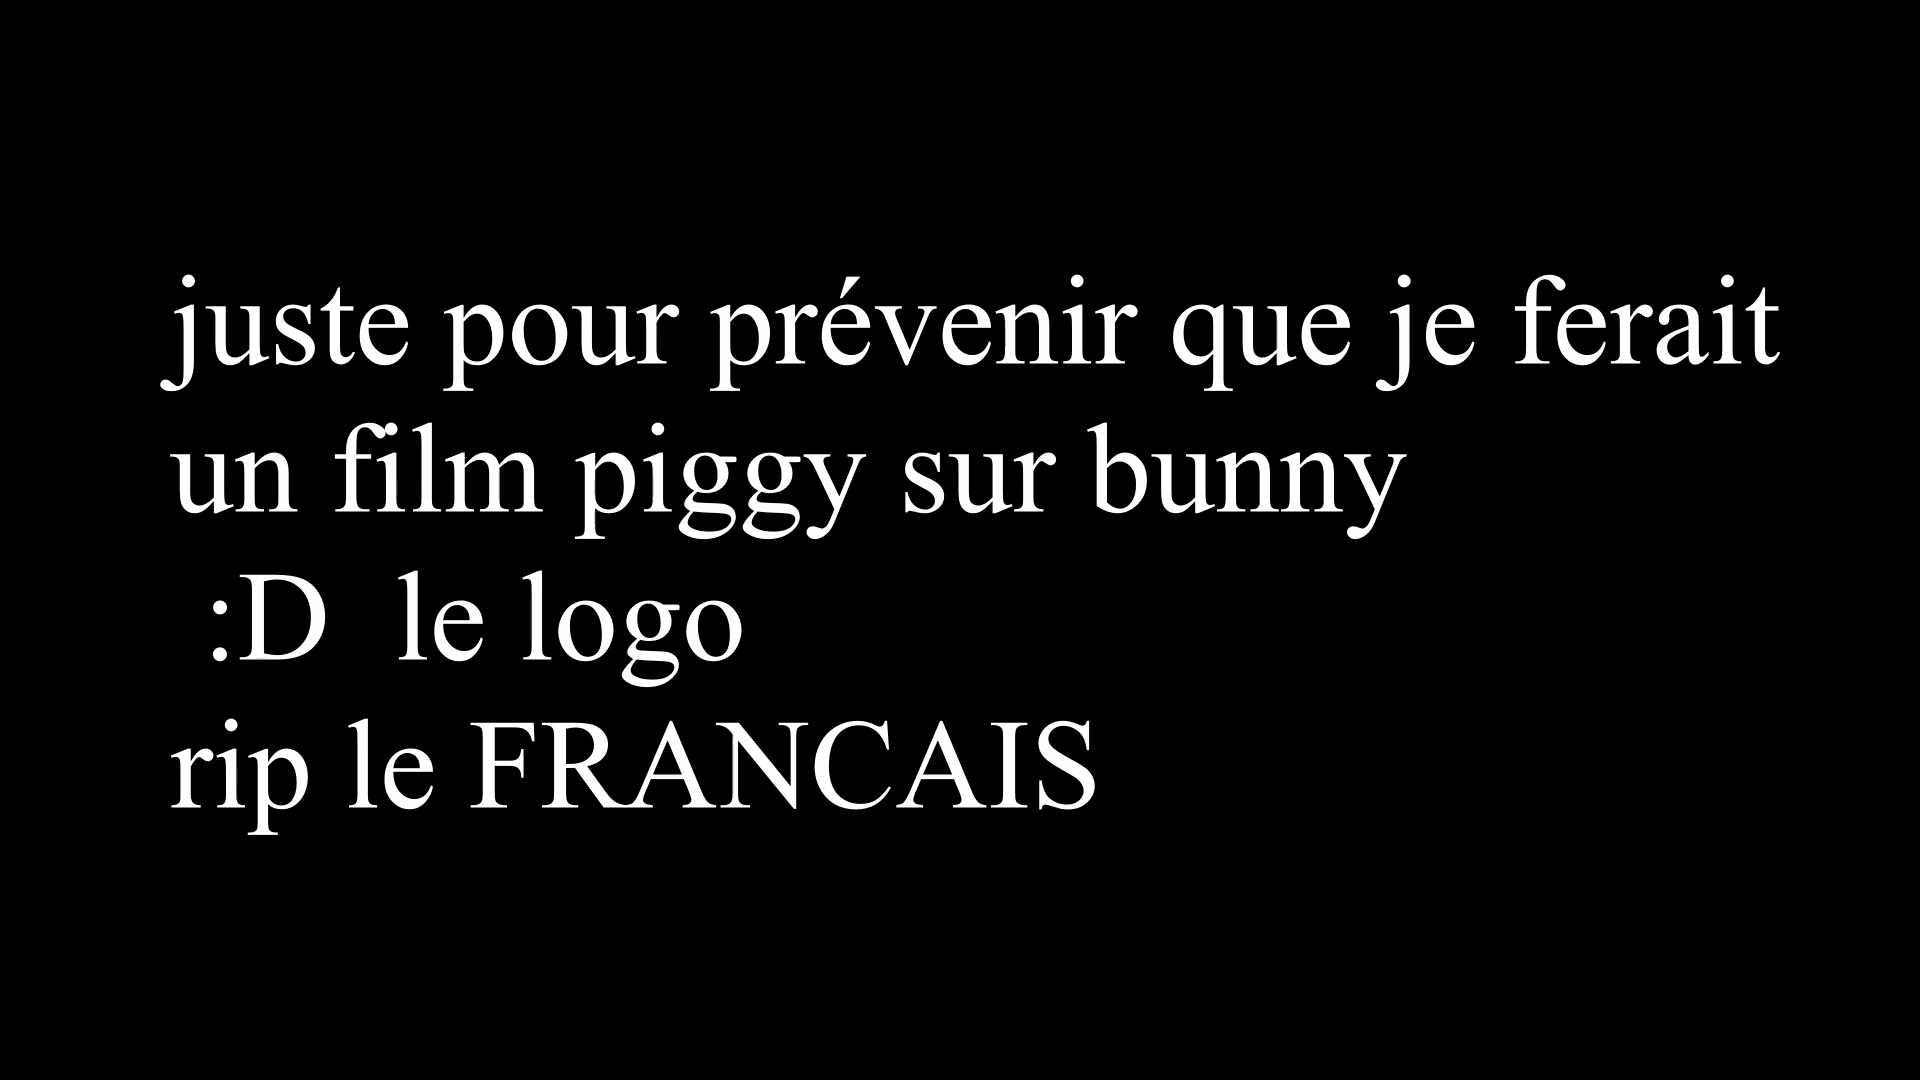 juste pour prévenir que je ferait
un film piggy sur bunny
:D le logo
rip le FRANCAIS